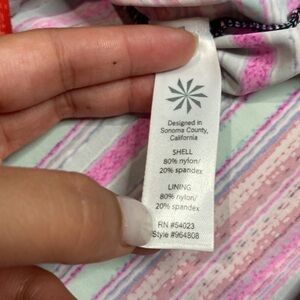 Designed in
Sonoma County,
California
SHELL
80% nylon/
20% spandex
LINING
80% nylon/
20% spandex
RN #54023
Style #964808